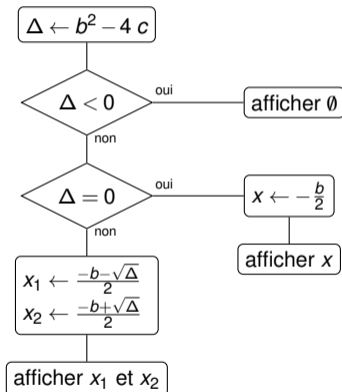 Δ ← b² − 4 c
Δ < 0
oui
afficher ∅
non
Δ = 0
oui
x ← −b/2
non
afficher x
x₁ ← (−b−√Δ)/2
x₂ ← (−b+√Δ)/2
afficher x₁ et x₂